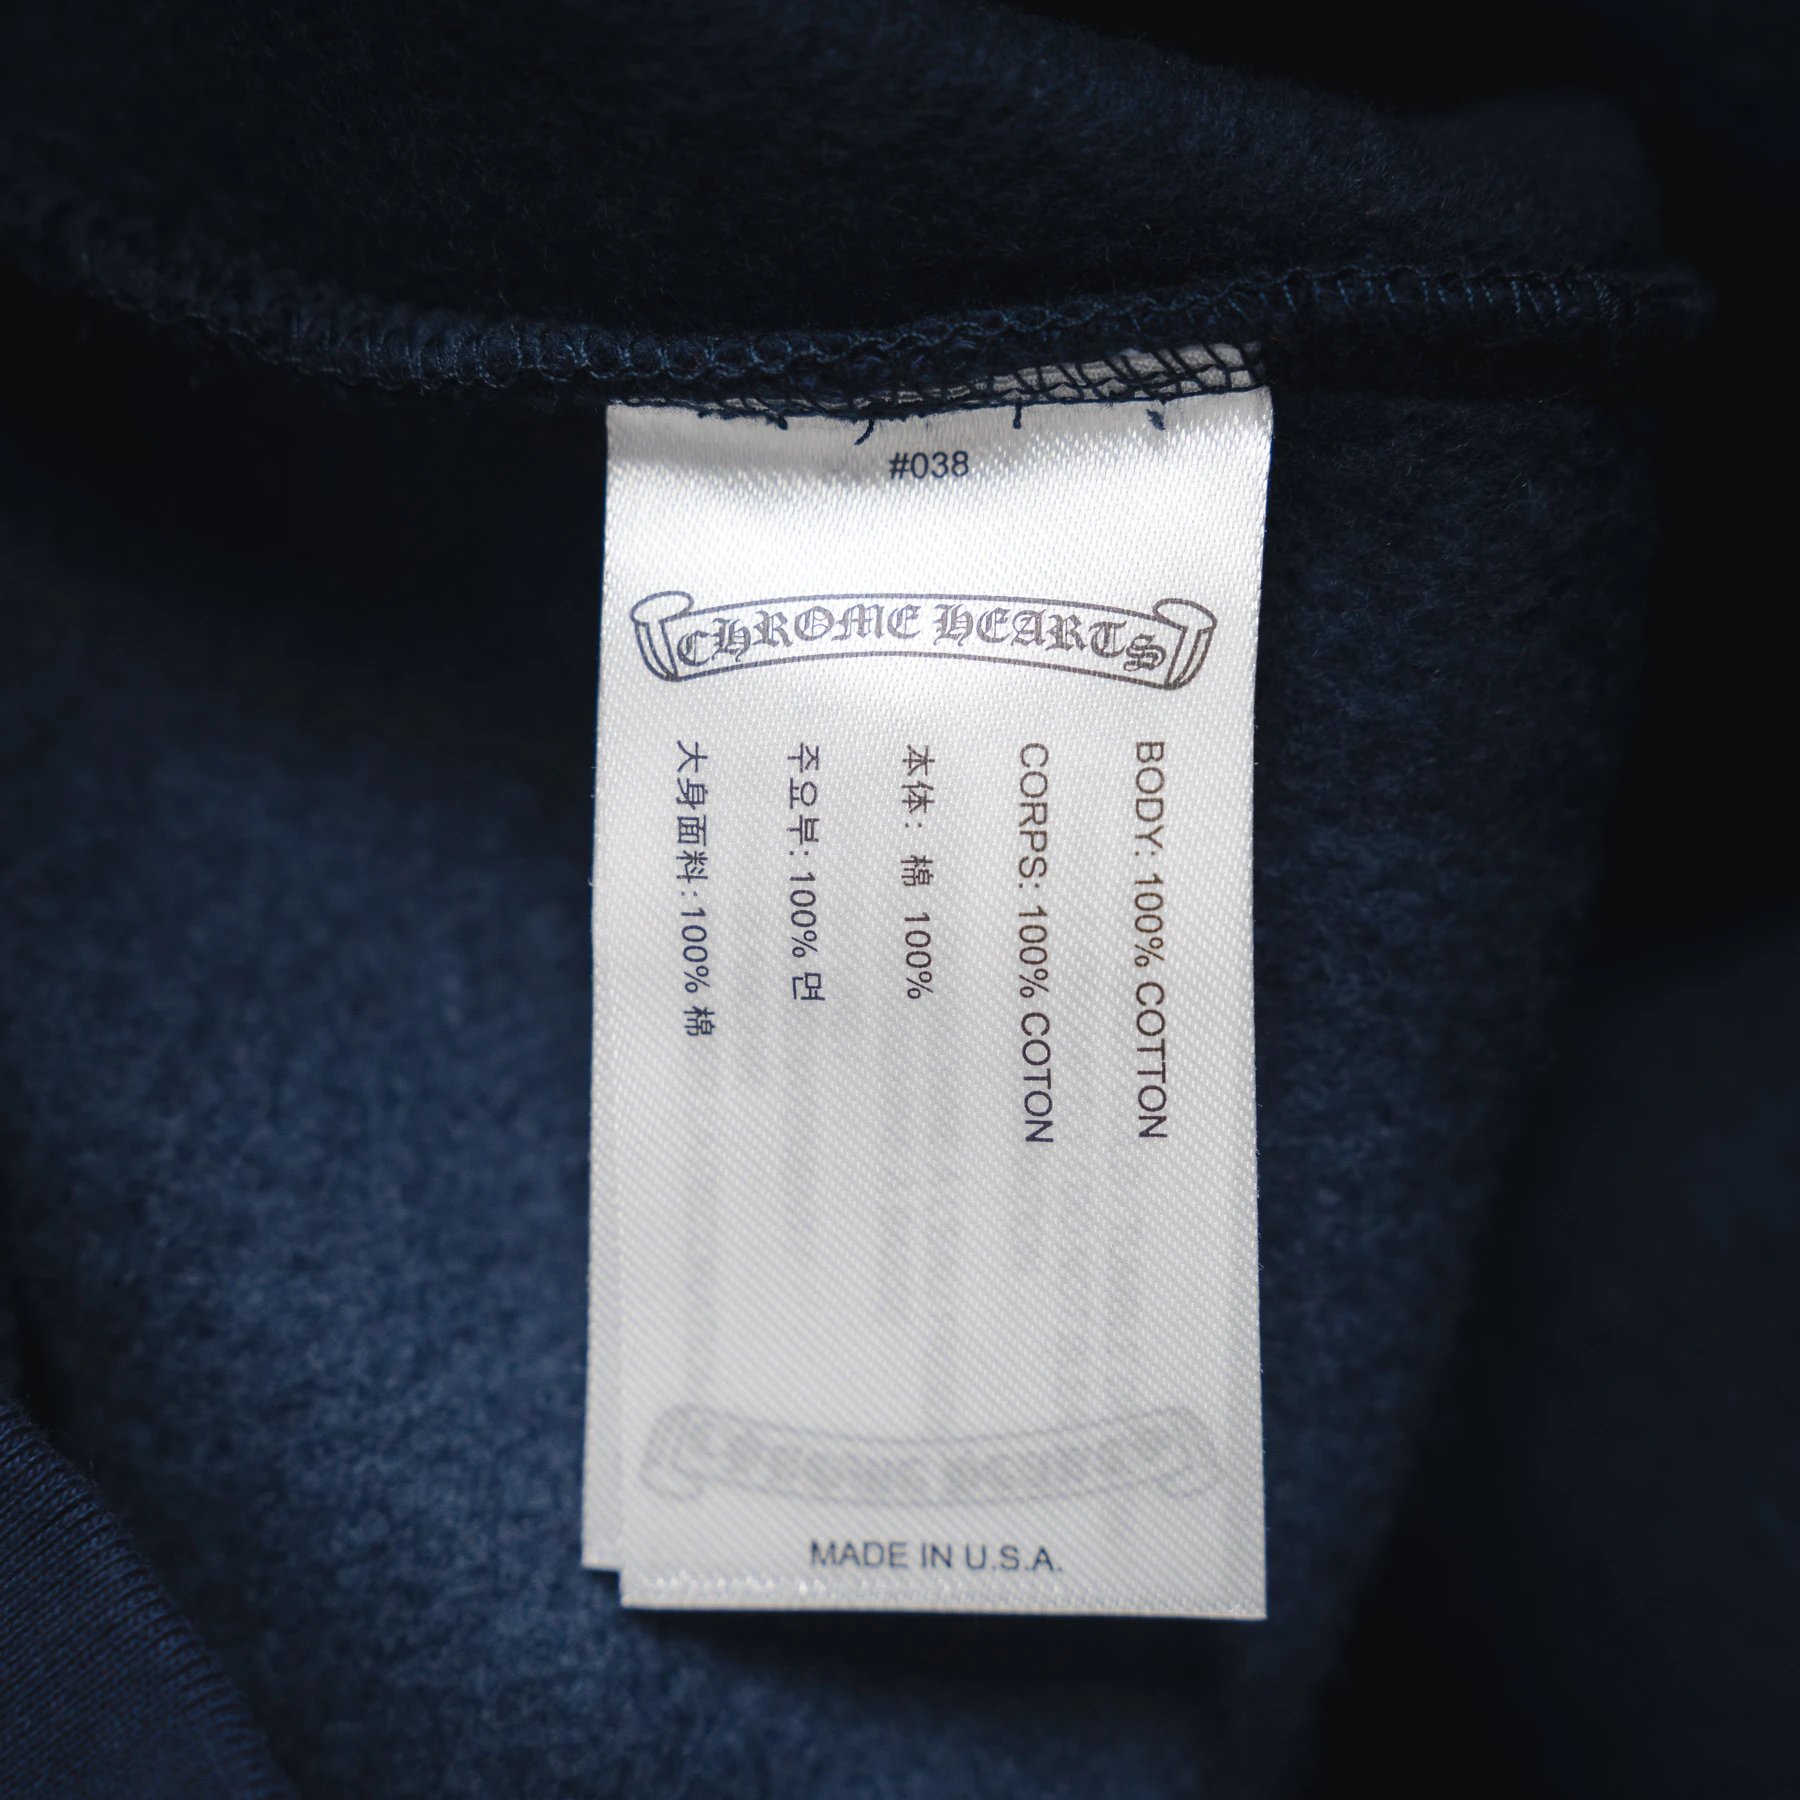 #038
CHROME HEARTS
BODY: 100% COTTON
CORPS: 100% COTON
本体: 棉 100%
주요부: 100% 면
大身面料:100% 棉
MADE IN U.S.A.